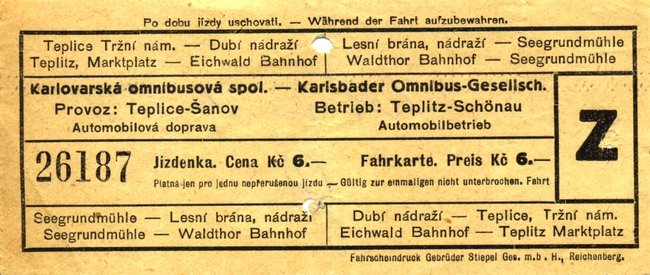 Po dobu jízdy uschovati. — Während der Fahrt aufzubewahren.
Teplice Tržní nám. — Dubí nádraží
Teplitz, Marktplatz — Eichwald Bahnhof
Lesní brána, nádraží — Seegrundmühle
Waldthor Bahnhof — Seegrundmühle
Karlovarská omnibusová spol. — Karlsbader Omnibus-Gesellsch.
Provoz: Teplice-Šanov Betrieb: Teplitz-Schönau
Automobilová doprava Automobilbetrieb
Z
26187 Jízdenka. Cena Kč 6.— Fahrkarte. Preis Kč 6.—
Platná jen pro jednu nepřerušenou jízdu — Gültig zur einmaligen nicht unterbrochen. Fahrt
Seegrundmühle — Lesní brána, nádraží
Seegrundmühle — Waldthor Bahnhof
Dubí nádraží — Teplice, Tržní nám.
Eichwald Bahnhof — Teplitz Marktplatz
Fahrscheindruck Gebrüder Stiepel Ges. m. b. H., Reichenberg.